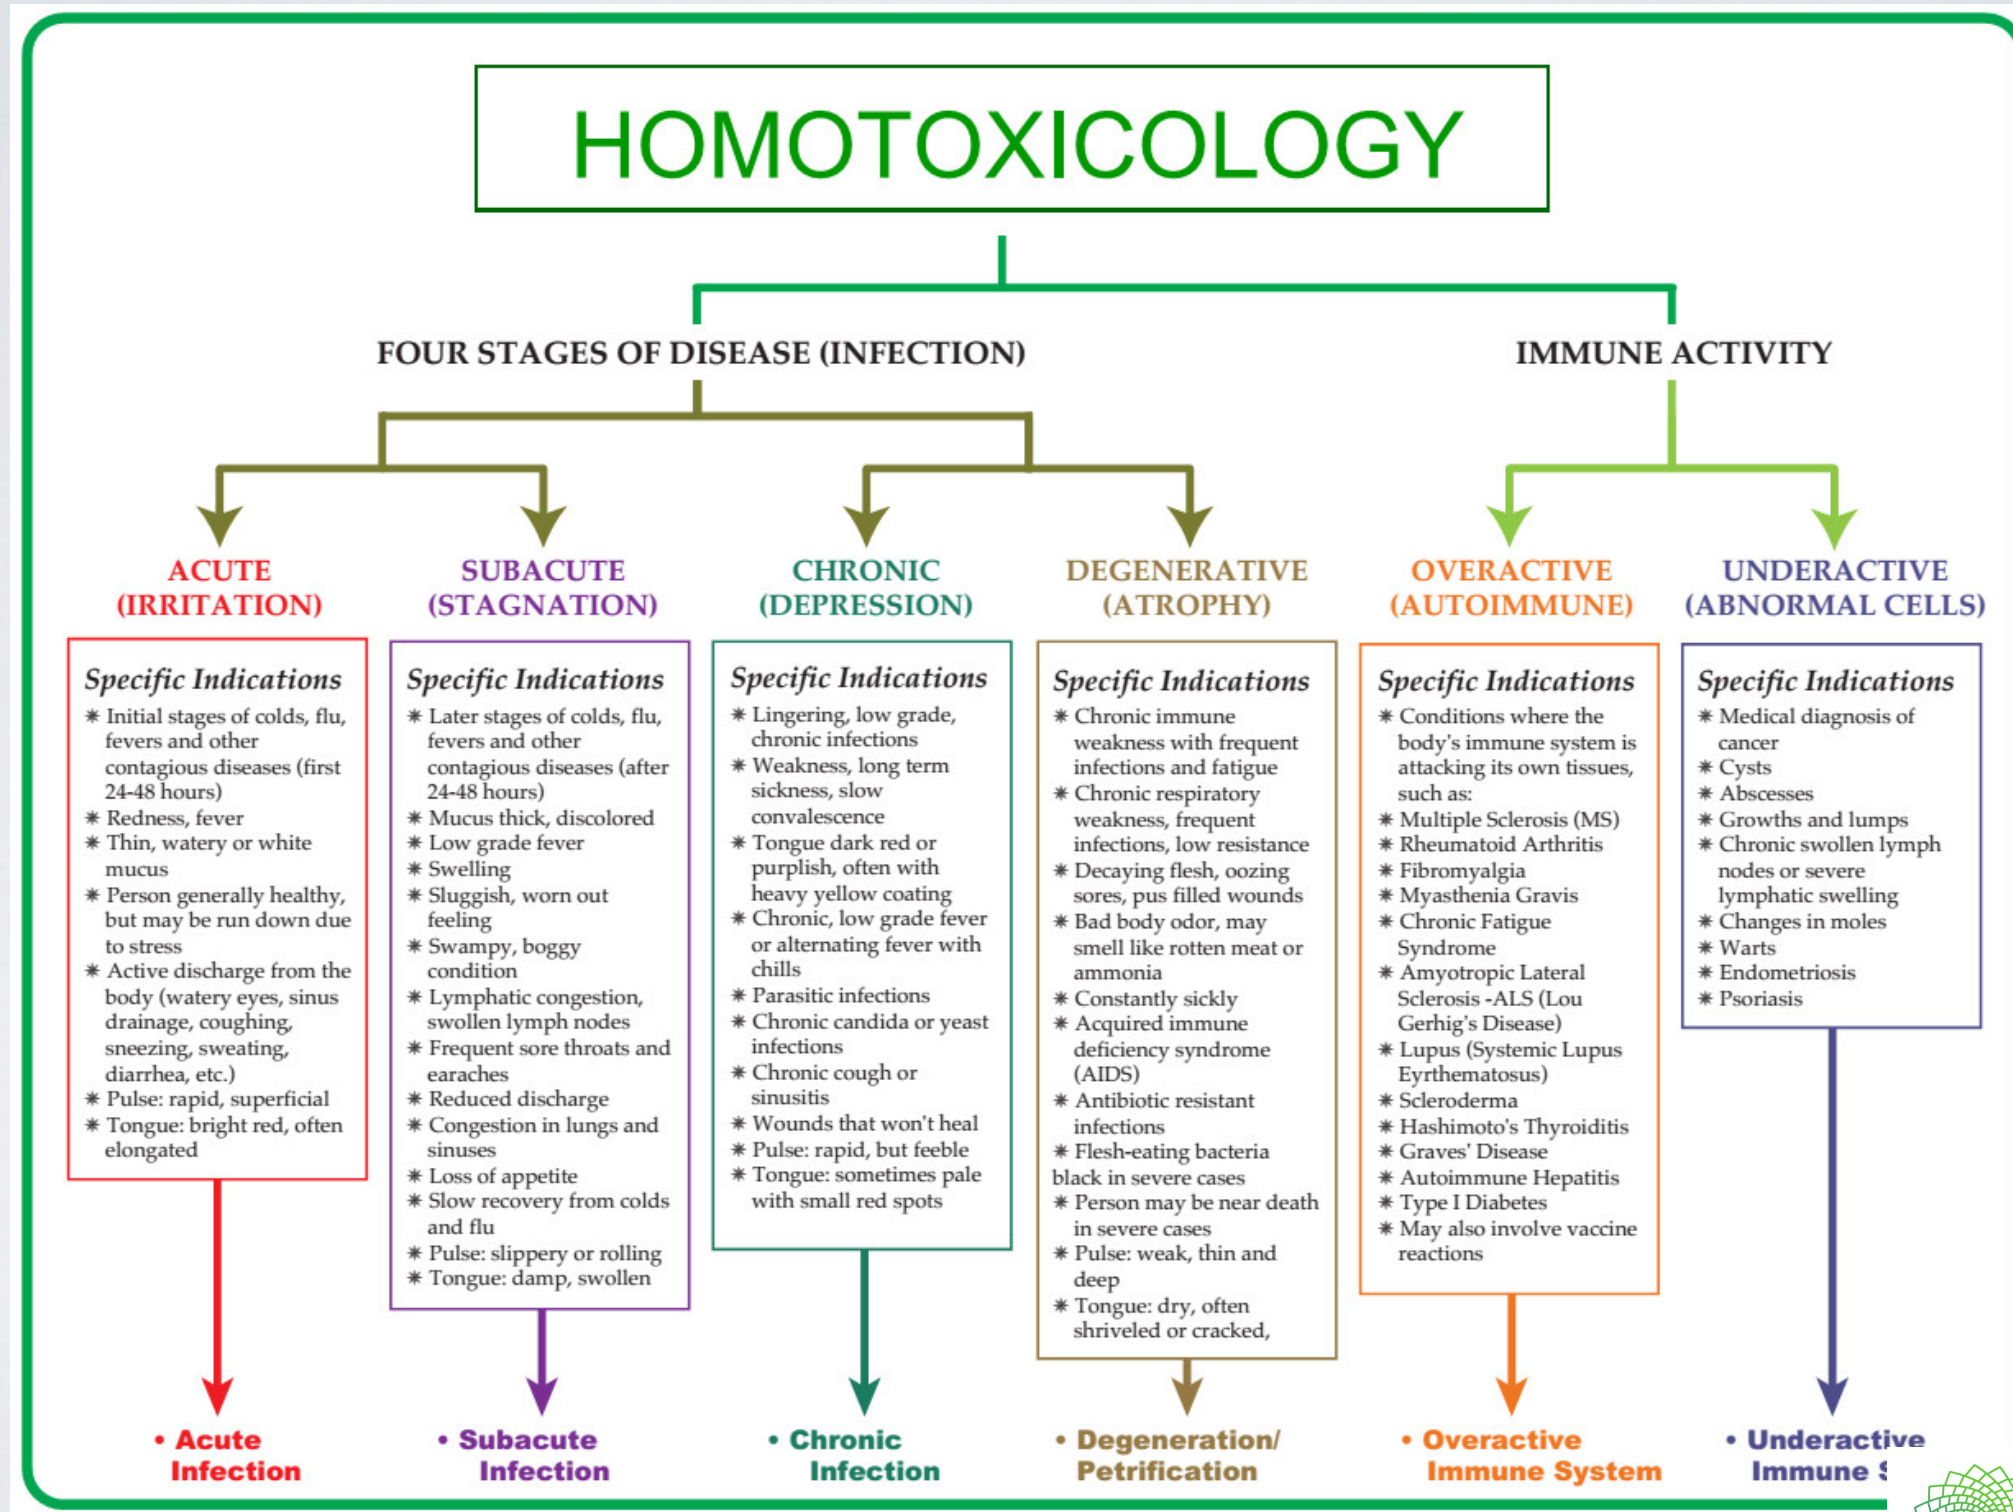 HOMOTOXICOLOGY
FOUR STAGES OF DISEASE (INFECTION)
IMMUNE ACTIVITY
ACUTE
(IRRITATION)
Specific Indications
✷ Initial stages of colds, flu,
fevers and other
contagious diseases (first
24-48 hours)
✷ Redness, fever
✷ Thin, watery or white
mucus
✷ Person generally healthy,
but may be run down due
to stress
✷ Active discharge from the
body (watery eyes, sinus
drainage, coughing,
sneezing, sweating,
diarrhea, etc.)
✷ Pulse: rapid, superficial
✷ Tongue: bright red, often
elongated
• Acute
Infection
SUBACUTE
(STAGNATION)
Specific Indications
✷ Later stages of colds, flu,
fevers and other
contagious diseases (after
24-48 hours)
✷ Mucus thick, discolored
✷ Low grade fever
✷ Swelling
✷ Sluggish, worn out
feeling
✷ Swampy, boggy
condition
✷ Lymphatic congestion,
swollen lymph nodes
✷ Frequent sore throats and
earaches
✷ Reduced discharge
✷ Congestion in lungs and
sinuses
✷ Loss of appetite
✷ Slow recovery from colds
and flu
✷ Pulse: slippery or rolling
✷ Tongue: damp, swollen
• Subacute
Infection
CHRONIC
(DEPRESSION)
Specific Indications
✷ Lingering, low grade,
chronic infections
✷ Weakness, long term
sickness, slow
convalescence
✷ Tongue dark red or
purplish, often with
heavy yellow coating
✷ Chronic, low grade fever
or alternating fever with
chills
✷ Parasitic infections
✷ Chronic candida or yeast
infections
✷ Chronic cough or
sinusitis
✷ Wounds that won't heal
✷ Pulse: rapid, but feeble
✷ Tongue: sometimes pale
with small red spots
• Chronic
Infection
DEGENERATIVE
(ATROPHY)
Specific Indications
✷ Chronic immune
weakness with frequent
infections and fatigue
✷ Chronic respiratory
weakness, frequent
infections, low resistance
✷ Decaying flesh, oozing
sores, pus filled wounds
✷ Bad body odor, may
smell like rotten meat or
ammonia
✷ Constantly sickly
✷ Acquired immune
deficiency syndrome
(AIDS)
✷ Antibiotic resistant
infections
✷ Flesh-eating bacteria
black in severe cases
✷ Person may be near death
in severe cases
✷ Pulse: weak, thin and
deep
✷ Tongue: dry, often
shriveled or cracked,
• Degeneration/
Petrification
OVERACTIVE
(AUTOIMMUNE)
Specific Indications
✷ Conditions where the
body's immune system is
attacking its own tissues,
such as:
✷ Multiple Sclerosis (MS)
✷ Rheumatoid Arthritis
✷ Fibromyalgia
✷ Myasthenia Gravis
✷ Chronic Fatigue
Syndrome
✷ Amyotropic Lateral
Sclerosis -ALS (Lou
Gerhig's Disease)
✷ Lupus (Systemic Lupus
Eyrthematosus)
✷ Scleroderma
✷ Hashimoto's Thyroiditis
✷ Graves' Disease
✷ Autoimmune Hepatitis
✷ Type I Diabetes
✷ May also involve vaccine
reactions
• Overactive
Immune System
UNDERACTIVE
(ABNORMAL CELLS)
Specific Indications
✷ Medical diagnosis of
cancer
✷ Cysts
✷ Abscesses
✷ Growths and lumps
✷ Chronic swollen lymph
nodes or severe
lymphatic swelling
✷ Changes in moles
✷ Warts
✷ Endometriosis
✷ Psoriasis
• Underactive
Immune